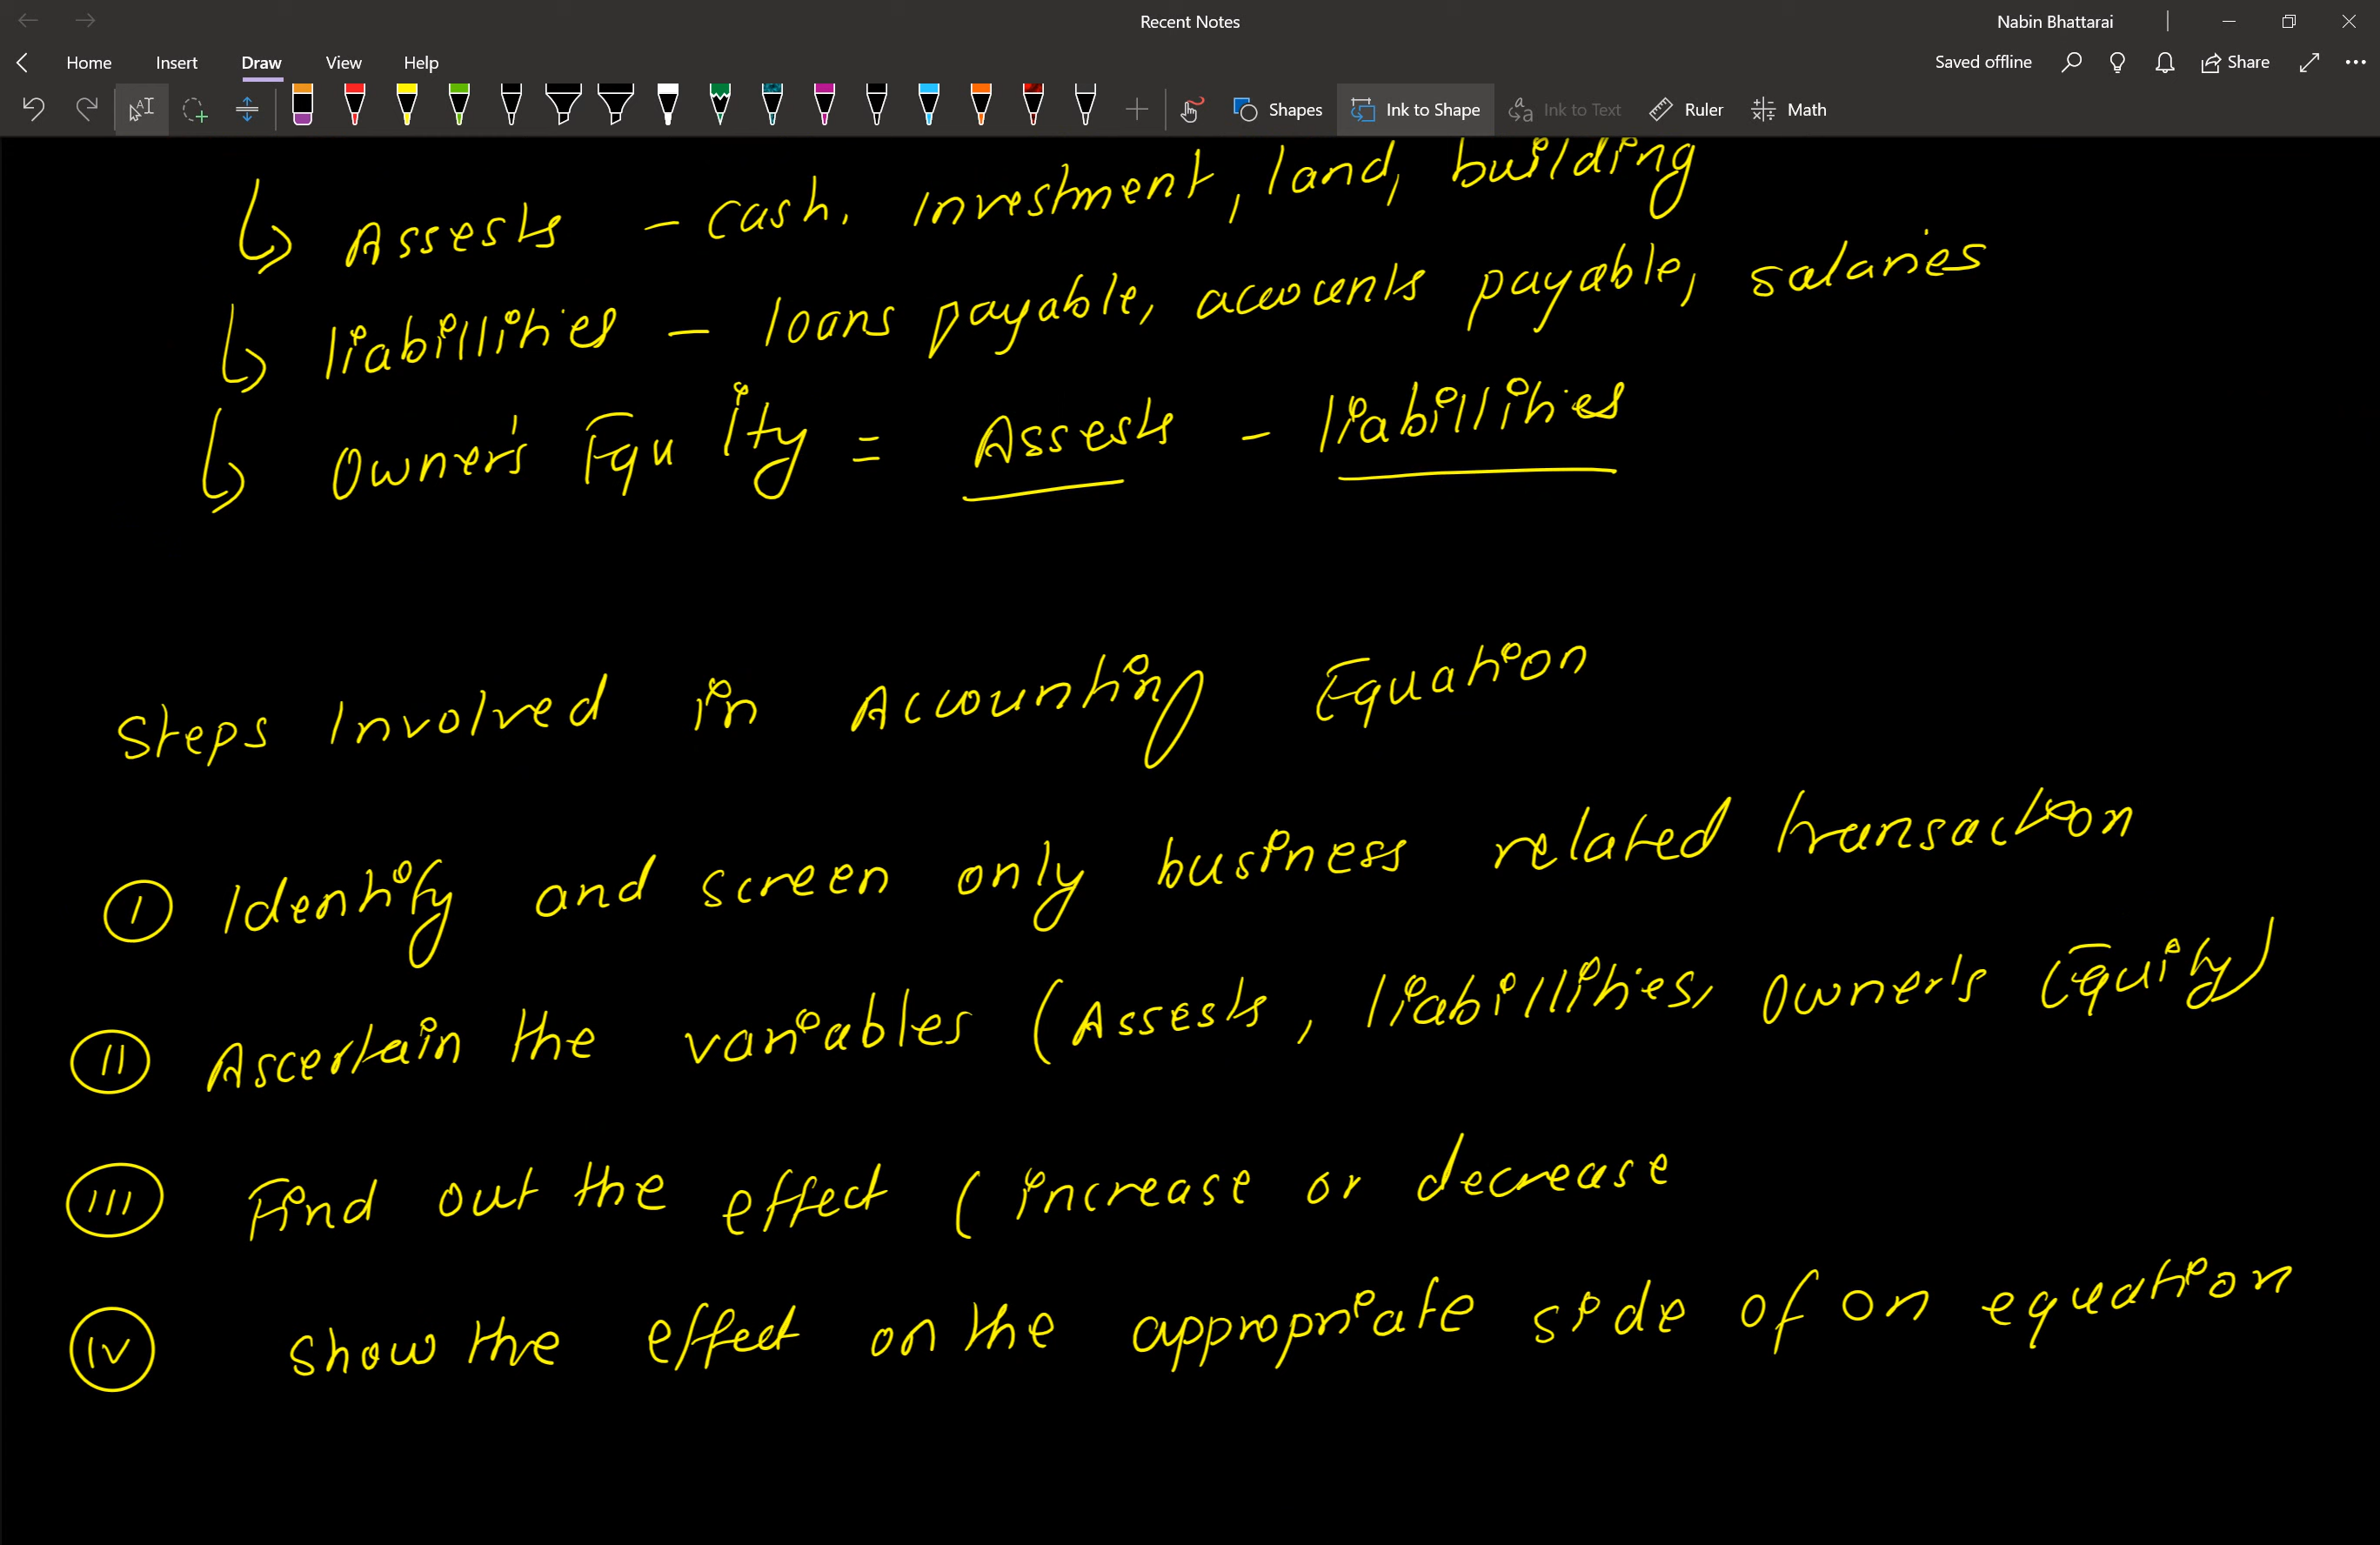 Recent Notes
Nabin Bhattarai
Home Insert Draw View Help
Saved offline
Share
Shapes
Ink to Shape
Ink to Text
Ruler
Math
Assests - cash, investment, land, building
liabillities - loans payable, accounts payable, salaries
Owner's Equity = Assests - liabillities
Steps Involved in Accounting Equation
I Identify and screen only business related transaction
II Ascertain the variables (Assests, liabillities, Owner's Equity)
III Find out the effect (increase or decrease
IV Show the effect on the appropriate side of on equation